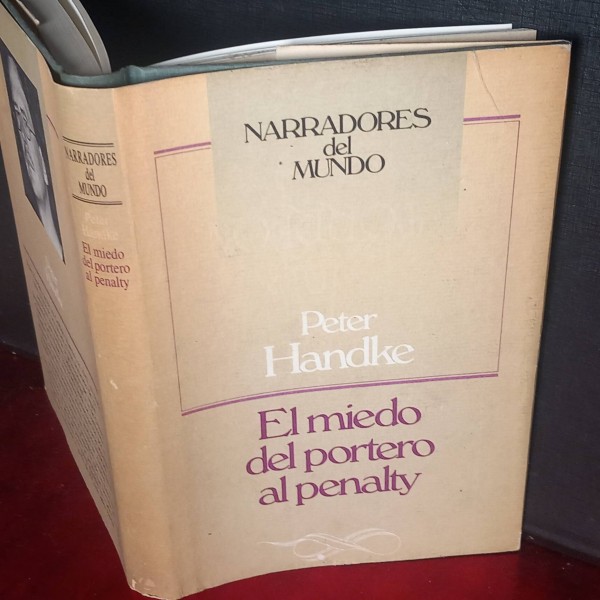 NARRADORES
del
MUNDO
Peter
Handke
El miedo
del portero
al penalty
NARRADORES
del
MUNDO
Peter
Handke
El miedo
del portero
al penalty